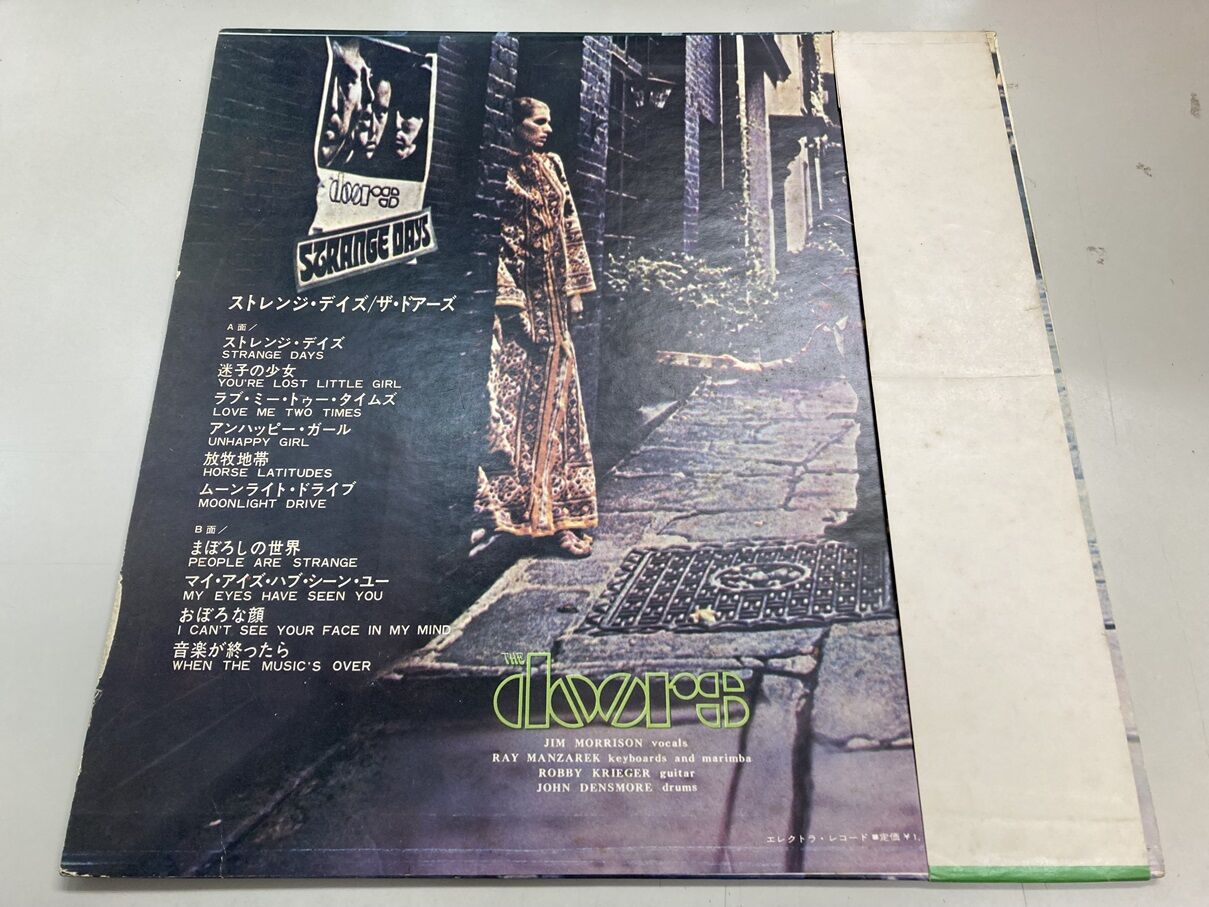 doors
STRANGE DAYS
ストレンジ・デイズ/ザ・ドアーズ
A面/
ストレンジ・デイズ
STRANGE DAYS
迷子の少女
YOU'RE LOST LITTLE GIRL
ラブ・ミー・トゥー・タイムズ
LOVE ME TWO TIMES
アンハッピー・ガール
UNHAPPY GIRL
放牧地帯
HORSE LATITUDES
ムーンライト・ドライブ
MOONLIGHT DRIVE
B面/
まぼろしの世界
PEOPLE ARE STRANGE
マイ・アイズ・ハブ・シーン・ユー
MY EYES HAVE SEEN YOU
おぼろな顔
I CAN'T SEE YOUR FACE IN MY MIND
音楽が終ったら
WHEN THE MUSIC'S OVER
THE
doors
JIM MORRISON vocals
RAY MANZAREK keyboards and marimba
ROBBY KRIEGER guitar
JOHN DENSMORE drums
エレクトラ・レコード ■定価 ¥1,